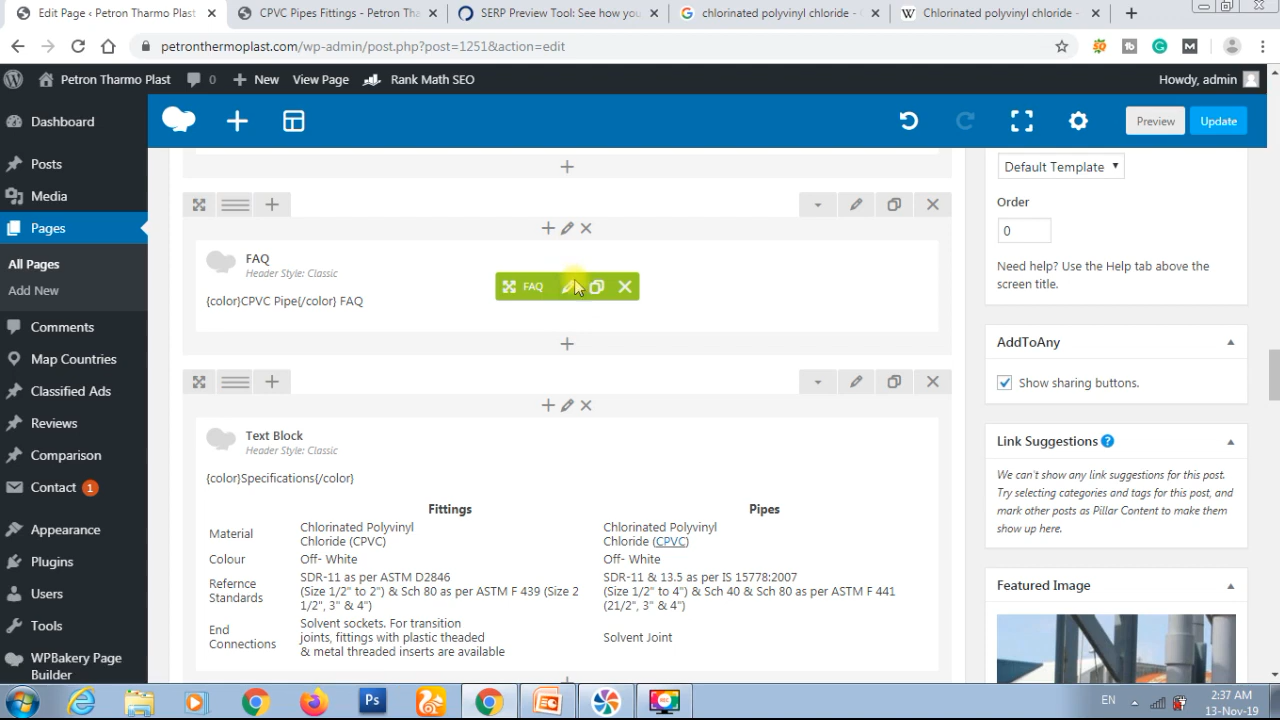 Edit Page ‹ Petron Tharmo Plast
CPVC Pipes Fittings - Petron Tha
SERP Preview Tool: See how you
chlorinated polyvinyl chloride - G
Chlorinated polyvinyl chloride -
petronthermoplast.com/wp-admin/post.php?post=1251&action=edit
Petron Tharmo Plast
0
New
View Page
Rank Math SEO
Howdy, admin
Dashboard
Posts
Media
Pages
All Pages
Add New
Comments
Map Countries
Classified Ads
Reviews
Comparison
Contact 1
Appearance
Plugins
Users
Tools
WPBakery Page
Builder
Preview
Update
FAQ
Header Style: Classic
{color}CPVC Pipe{/color} FAQ
FAQ
Text Block
Header Style: Classic
{color}Specifications{/color}
Fittings Pipes
Material Chlorinated Polyvinyl Chloride (CPVC) Chlorinated Polyvinyl Chloride (CPVC)
Colour Off- White Off- White
Refernce Standards SDR-11 as per ASTM D2846 SDR-11 & 13.5 as per IS 15778:2007
(Size 1/2" to 2") & Sch 80 as per ASTM F 439 (Size 2 (Size 1/2" to 4") & Sch 40 & Sch 80 as per ASTM F 441
1/2", 3" & 4") (21/2", 3" & 4")
End Connections Solvent sockets. For transition
joints, fittings with plastic theaded Solvent Joint
& metal threaded inserts are available
Default Template
Order
0
Need help? Use the Help tab above the
screen title.
AddToAny
Show sharing buttons.
Link Suggestions ?
We can't show any link suggestions for this post.
Try selecting categories and tags for this post, and
mark other posts as Pillar Content to make them
show up here.
Featured Image
Ps
EN
2:37 AM
13-Nov-19